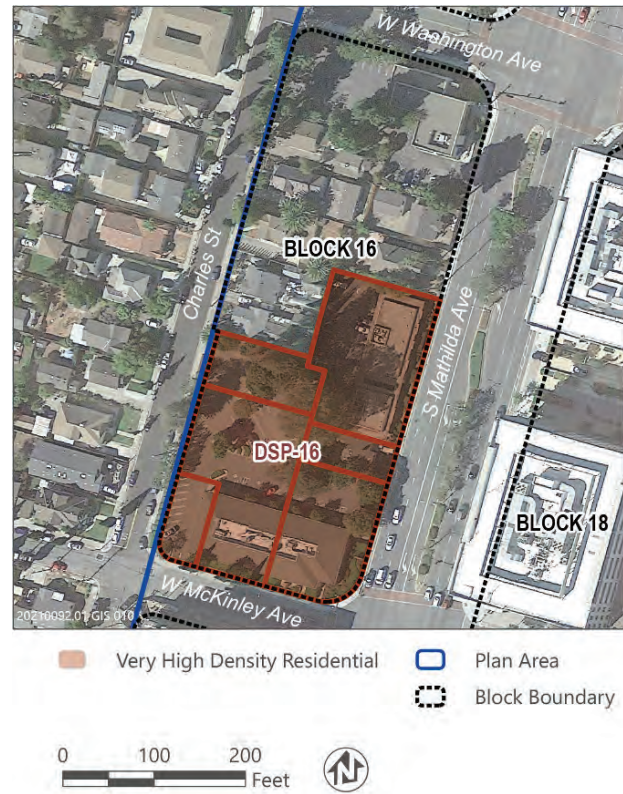 W Washington Ave
BLOCK 16
Charles St
S Mathilda Ave
DSP-16
BLOCK 18
W McKinley Ave
20210092.01 GIS 010
Very High Density Residential
Plan Area
Block Boundary
0 100 200
Feet
N